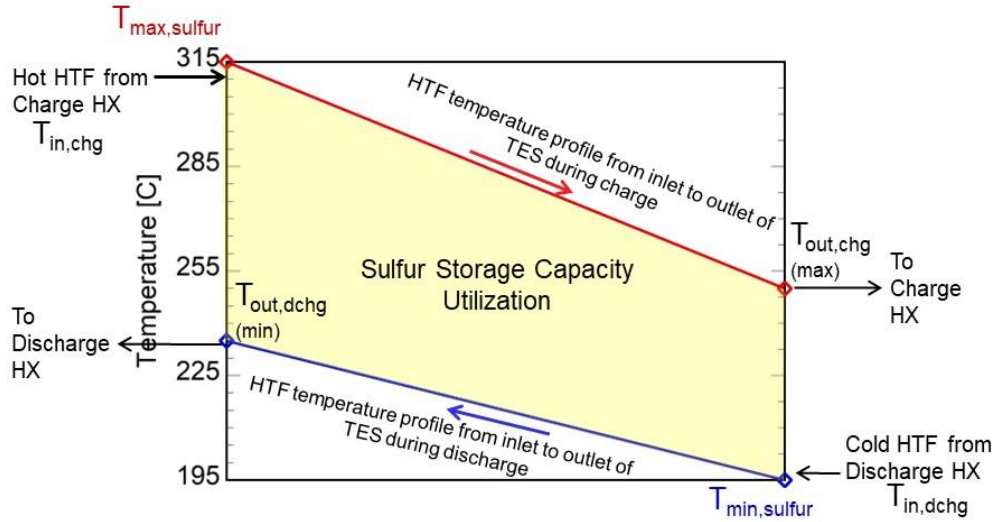 Tmax,sulfur
315
Hot HTF from
Charge HX
Tin,chg
HTF temperature profile from inlet to outlet of
TES during charge
285
Temperature [C]
Tout,chg
(max)
255
Sulfur Storage Capacity
Utilization
To
Charge
HX
Tout,dchg
(min)
To
Discharge
HX
225
HTF temperature profile from inlet to outlet of
TES during discharge
Cold HTF from
Discharge HX
Tin,dchg
195
Tmin,sulfur